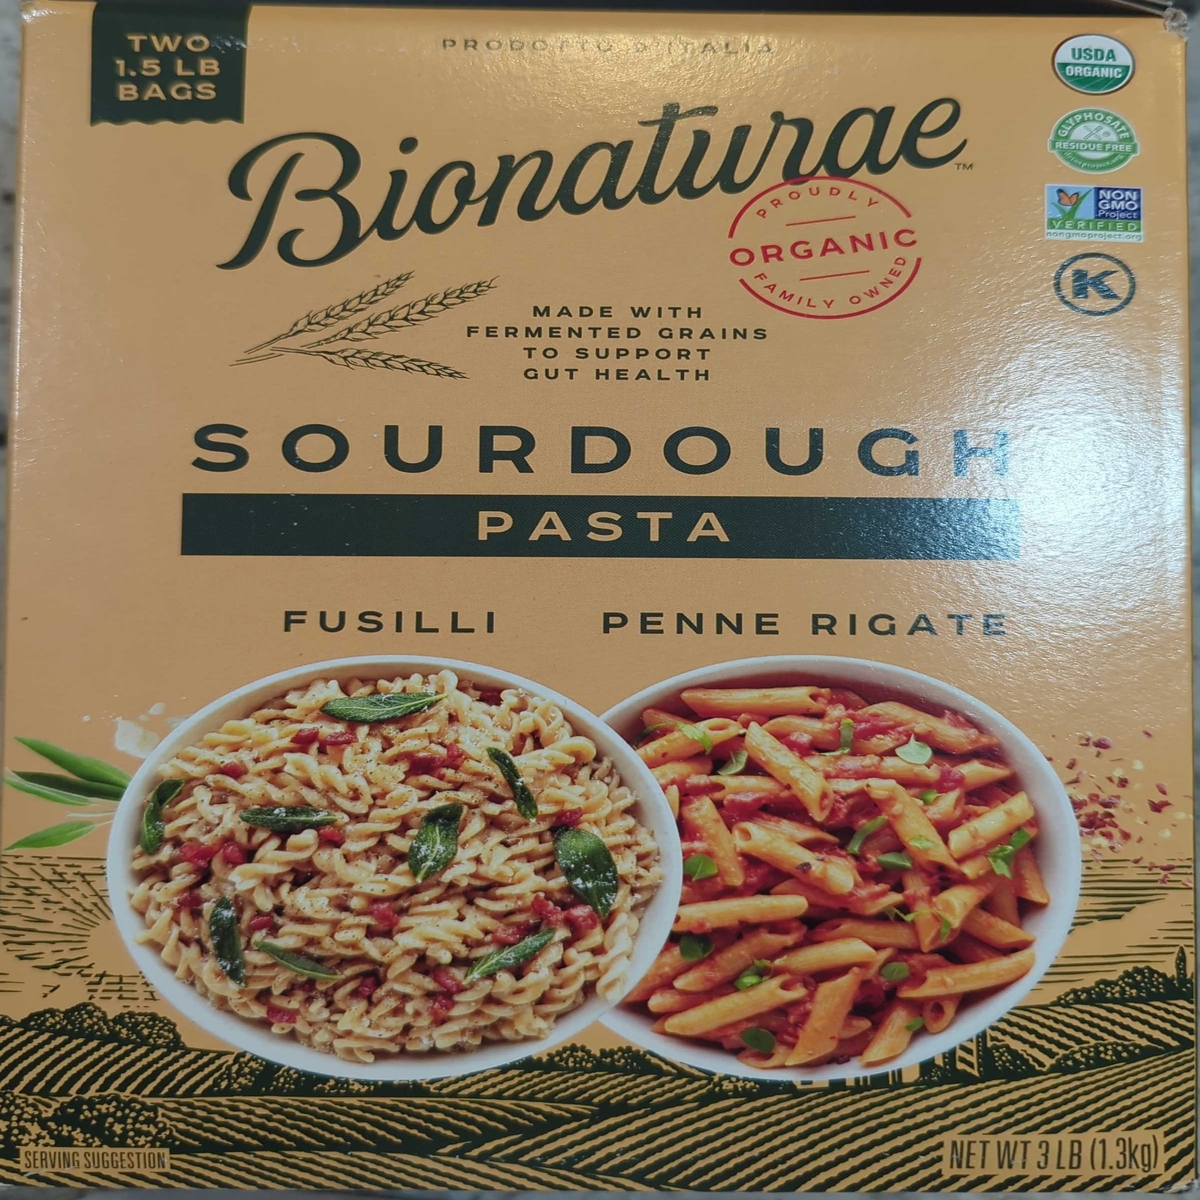 TWO
1.5 LB
BAGS
PRODOTTO D'ITALIA
USDA
ORGANIC
Bionaturae™
GLYPHOSATE
RESIDUE FREE
PROUDLY
ORGANIC
FAMILY OWNED
NON
GMO
Project
VERIFIED
nongmoproject.org
K
MADE WITH
FERMENTED GRAINS
TO SUPPORT
GUT HEALTH
SOURDOUGH
PASTA
FUSILLI
PENNE RIGATE
SERVING SUGGESTION
NET WT 3 LB (1.3kg)